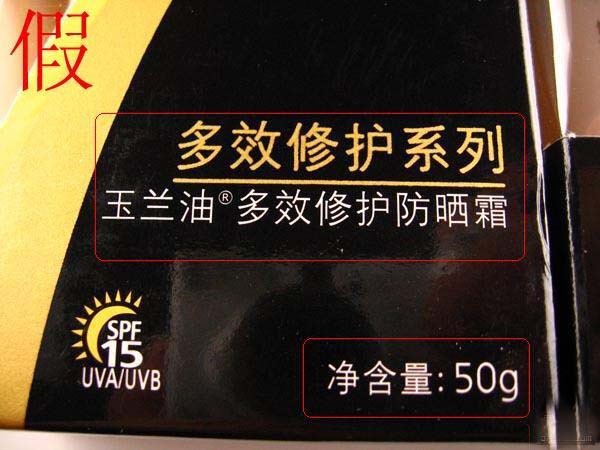 假
多效修护系列
玉兰油®多效修护防晒霜
SPF
15
UVA/UVB
净含量: 50g